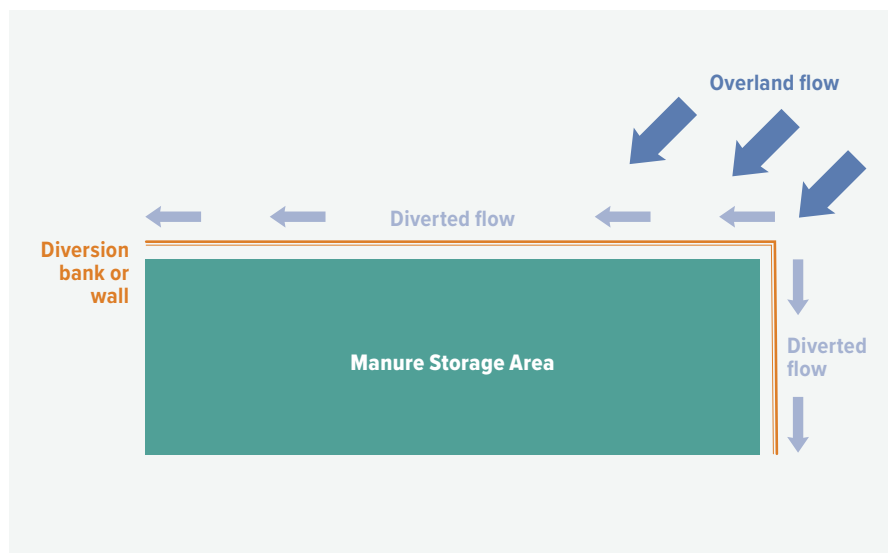 Overland flow
Diverted flow
Diversion
bank or
wall
Manure Storage Area
Diverted
flow